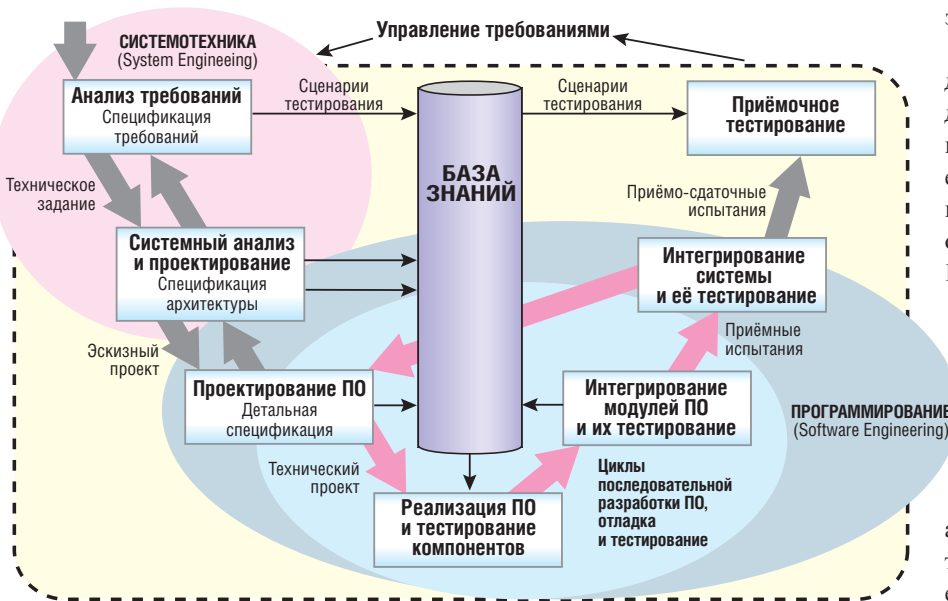 Управление требованиями
СИСТЕМОТЕХНИКА
(System Engineeing)
Анализ требований
Спецификация
требований
Сценарии
тестирования
Сценарии
тестирования
Приёмочное
тестирование
БАЗА
ЗНАНИЙ
Техническое
задание
Приёмо-сдаточные
испытания
Системный анализ
и проектирование
Спецификация
архитектуры
Интегрирование
системы
и её тестирование
Эскизный
проект
Приёмные
испытания
Проектирование ПО
Детальная
спецификация
Интегрирование
модулей ПО
и их тестирование
ПРОГРАММИРОВАНИЕ
(Software Engineering)
Технический
проект
Циклы
последовательной
разработки ПО,
отладка
и тестирование
Реализация ПО
и тестирование
компонентов